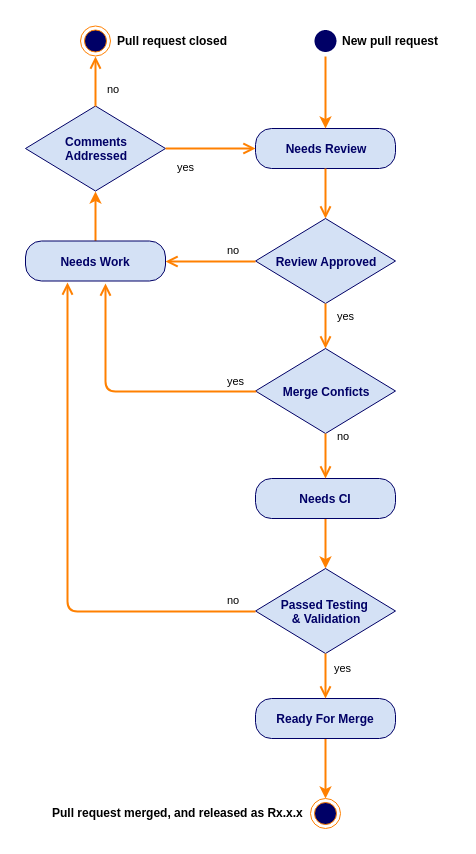 Pull request closed
New pull request
no
Comments
Addressed
yes
Needs Review
Needs Work
no
Review Approved
yes
yes
Merge Conficts
no
Needs CI
no
Passed Testing
& Validation
yes
Ready For Merge
Pull request merged, and released as Rx.x.x